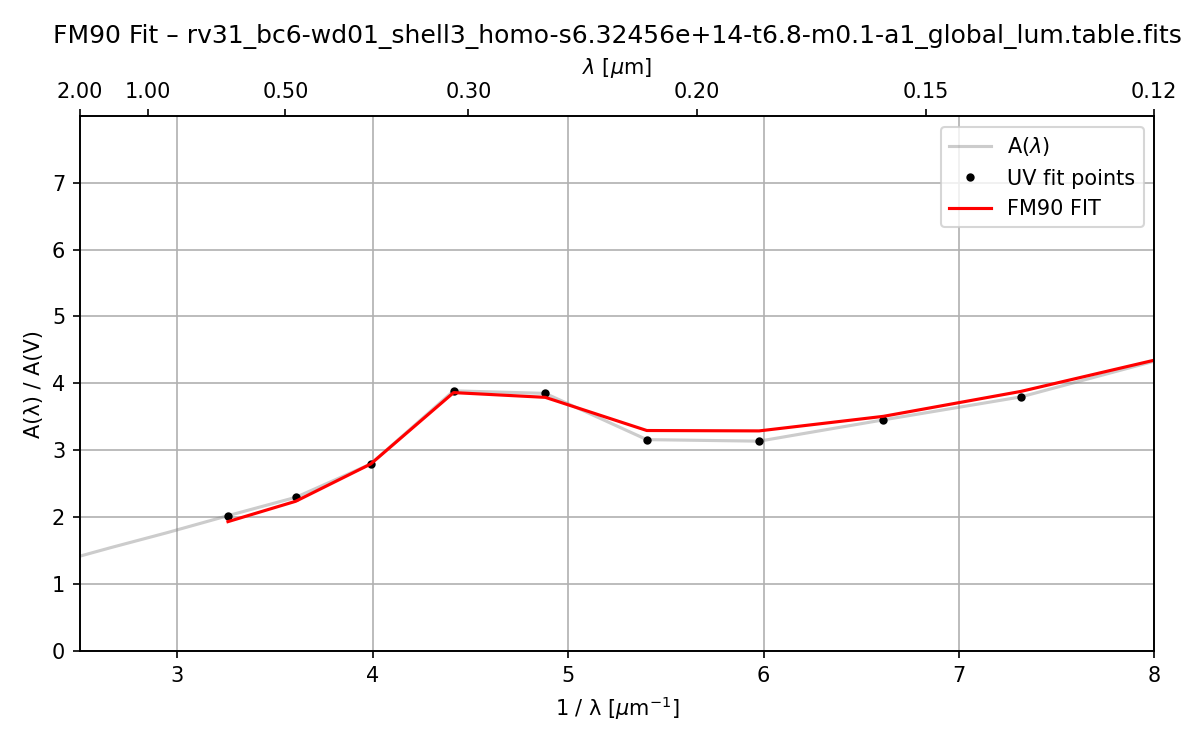 FM90 Fit – rv31_bc6-wd01_shell3_homo-s6.32456e+14-t6.8-m0.1-a1_global_lum.table.fits
λ [μm]
2.00 1.00 0.50 0.30 0.20 0.15 0.12
A(λ)
UV fit points
FM90 FIT
7
6
5
4
3
2
1
0
A(λ) / A(V)
3 4 5 6 7 8
1 / λ [μm⁻¹]